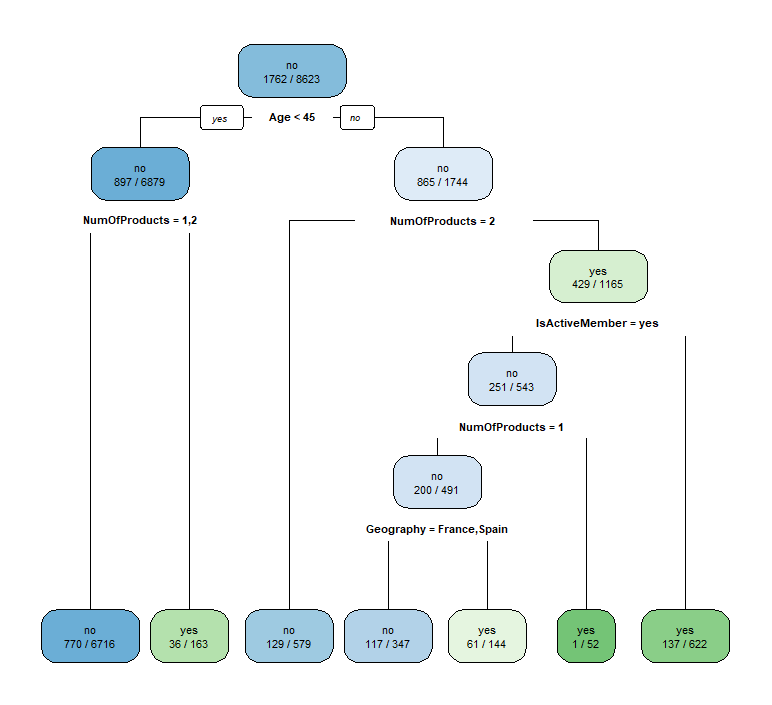 no
1762 / 8623
yes
Age < 45
no
no
897 / 6879
no
865 / 1744
NumOfProducts = 1,2
NumOfProducts = 2
yes
429 / 1165
IsActiveMember = yes
no
251 / 543
NumOfProducts = 1
no
200 / 491
Geography = France,Spain
no
770 / 6716
yes
36 / 163
no
129 / 579
no
117 / 347
yes
61 / 144
yes
1 / 52
yes
137 / 622